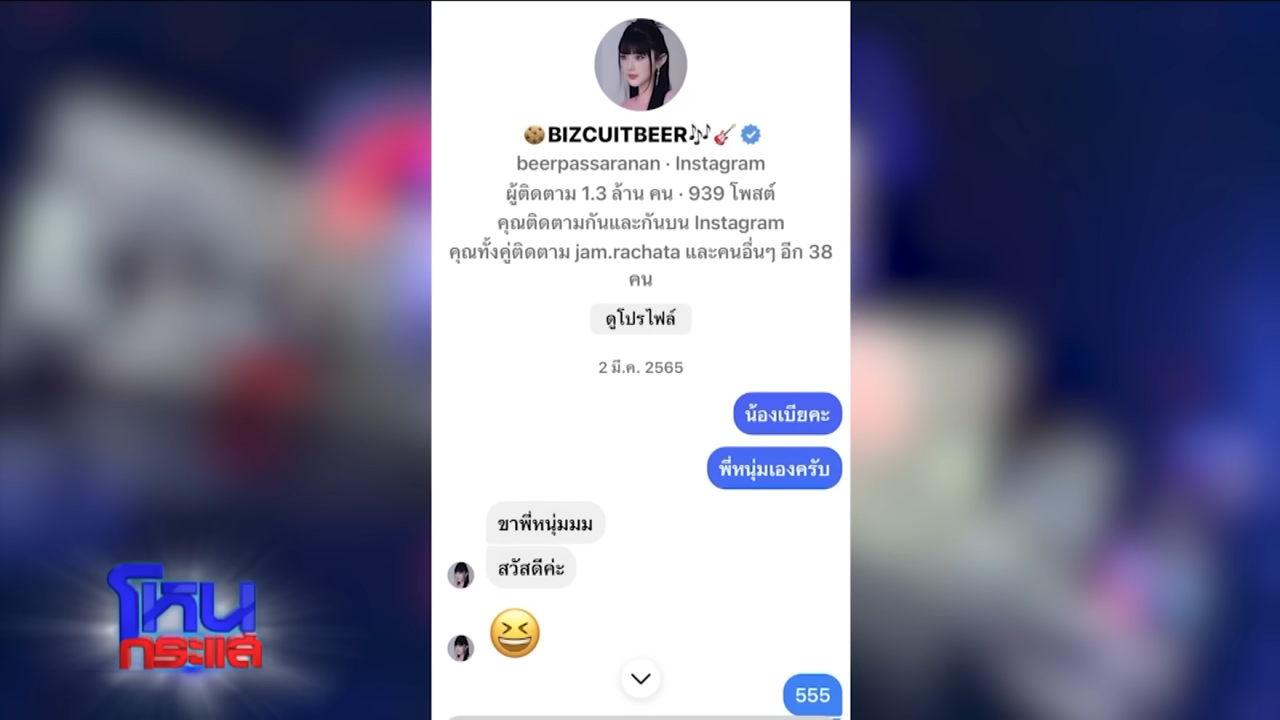 🍪BIZCUITBEER🎶🎸
beerpassaranan · Instagram
ผู้ติดตาม 1.3 ล้าน คน · 939 โพสต์
คุณติดตามกันและกันบน Instagram
คุณทั้งคู่ติดตาม jam.rachata และคนอื่นๆ อีก 38
คน
ดูโปรไฟล์
2 มี.ค. 2565
น้องเบียคะ
พี่หนุ่มเองครับ
ขาพี่หนุ่มมม
สวัสดีค่ะ
😆
555
โหน
กระแส